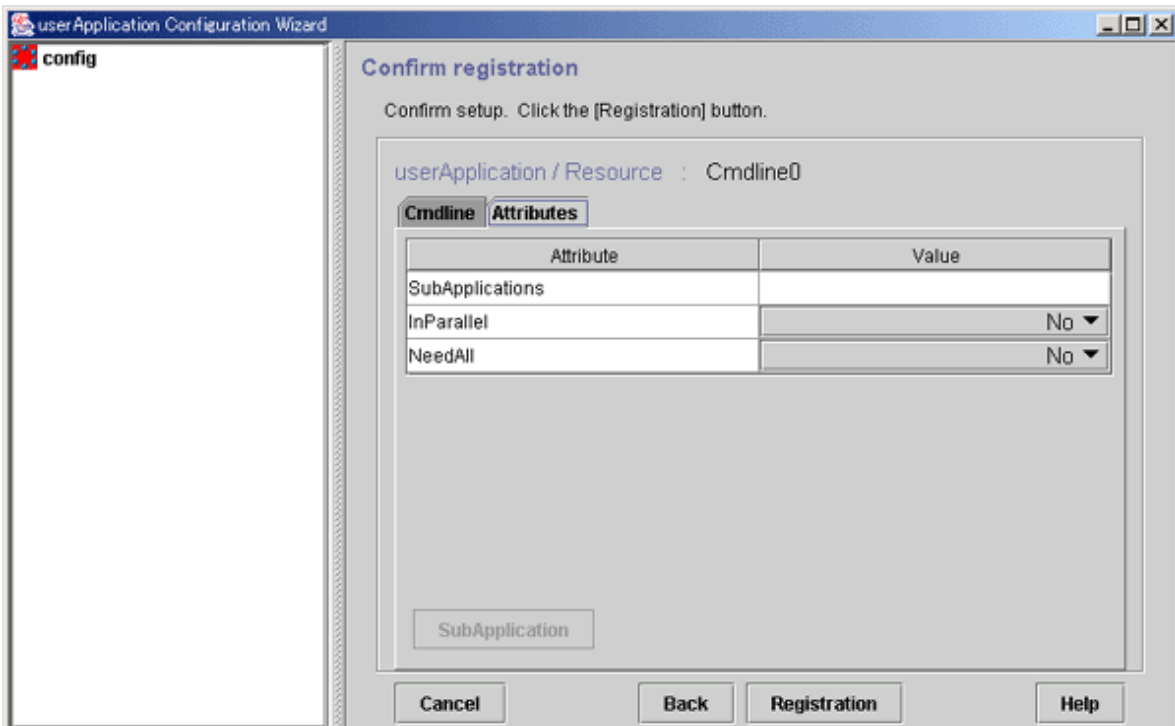 userApplication Configuration Wizard
config
Confirm registration
Confirm setup. Click the [Registration] button.
userApplication / Resource : Cmdline0
Cmdline Attributes
Attribute Value
SubApplications
InParallel No
NeedAll No
SubApplication
Cancel Back Registration Help